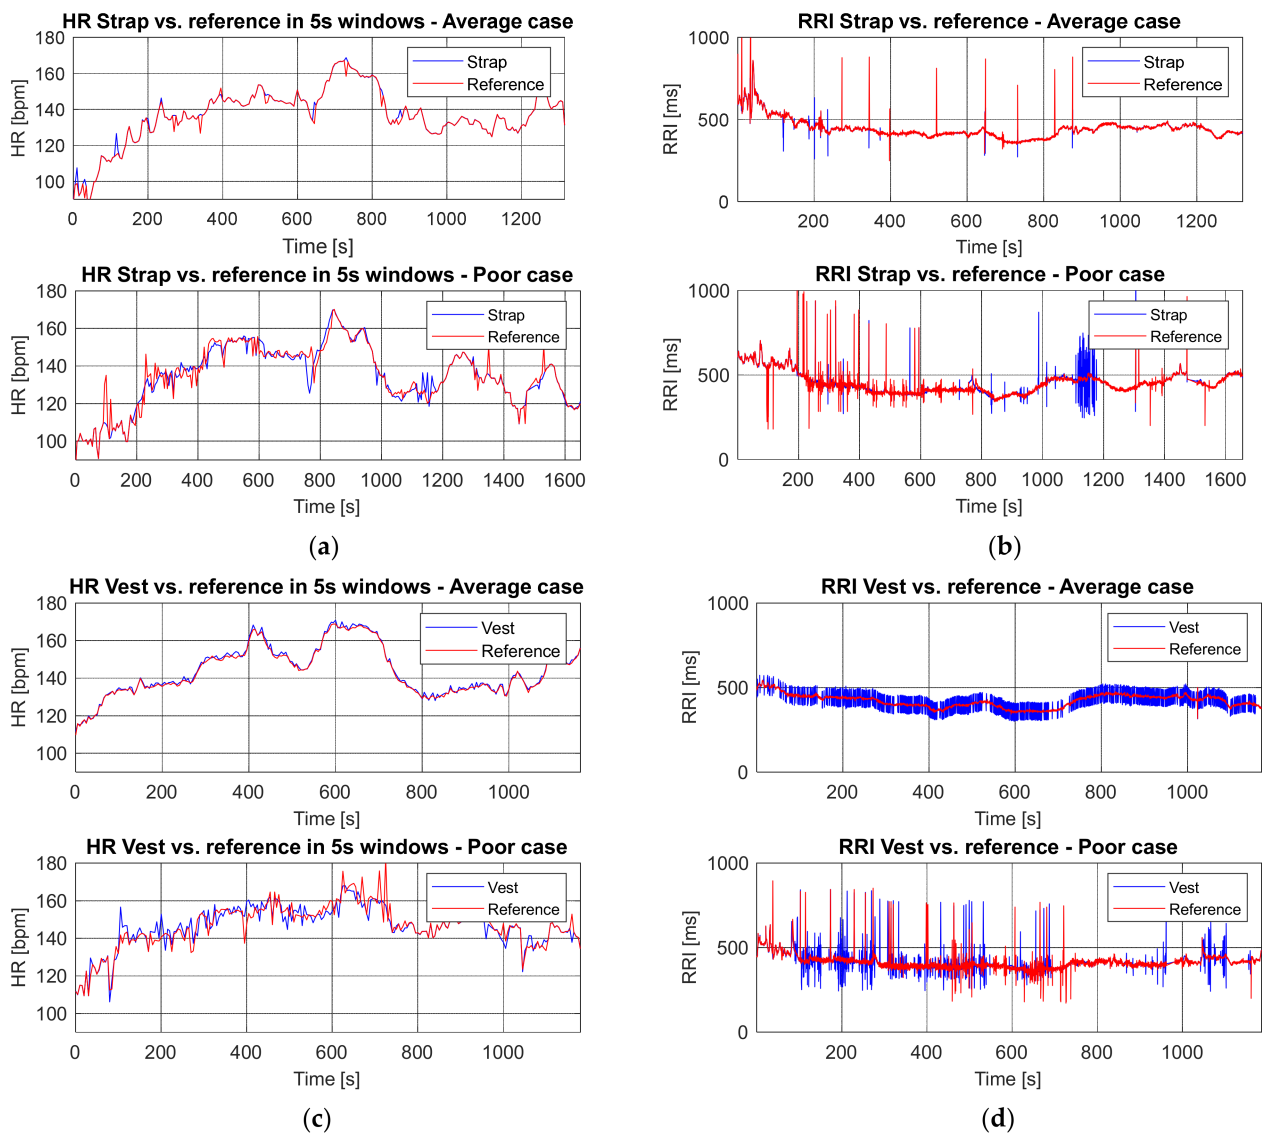 HR Strap vs. reference in 5s windows - Average case
180
160
140
120
100
HR [bpm]
Strap
Reference
0 200 400 600 800 1000 1200
Time [s]
RRI Strap vs. reference - Average case
1000
500
0
RRI [ms]
Strap
Reference
200 400 600 800 1000 1200
Time [s]
HR Strap vs. reference in 5s windows - Poor case
180
160
140
120
100
HR [bpm]
Strap
Reference
0 200 400 600 800 1000 1200 1400 1600
Time [s]
RRI Strap vs. reference - Poor case
1000
500
0
RRI [ms]
Strap
Reference
200 400 600 800 1000 1200 1400 1600
Time [s]
(a)
(b)
HR Vest vs. reference in 5s windows - Average case
180
160
140
120
100
HR [bpm]
Vest
Reference
0 200 400 600 800 1000
Time [s]
RRI Vest vs. reference - Average case
1000
500
0
RRI [ms]
Vest
Reference
200 400 600 800 1000
Time [s]
HR Vest vs. reference in 5s windows - Poor case
180
160
140
120
100
HR [bpm]
Vest
Reference
0 200 400 600 800 1000
Time [s]
RRI Vest vs. reference - Poor case
1000
500
0
RRI [ms]
Vest
Reference
200 400 600 800 1000
Time [s]
(c)
(d)